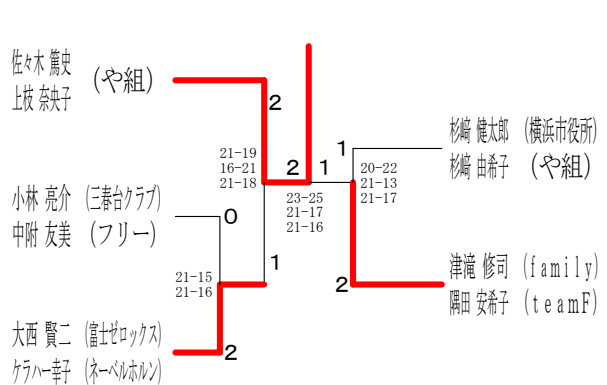 佐々木 篤史 (や組)
上枝 奈央子
2
21-19
16-21
21-18
2
1
23-25
21-17
21-16
1
20-22
21-13
21-17
2
杉﨑 健太郎 (横浜市役所)
杉﨑 由希子 (や組)
小林 亮介 (三春台クラブ)
中附 友美 (フリー)
0
21-15
21-16
1
2
大西 賢二 (富士ゼロックス)
ケラハー幸子 (ネーベルホルン)
津滝 修司 (family)
隅田 安希子 (teamF)